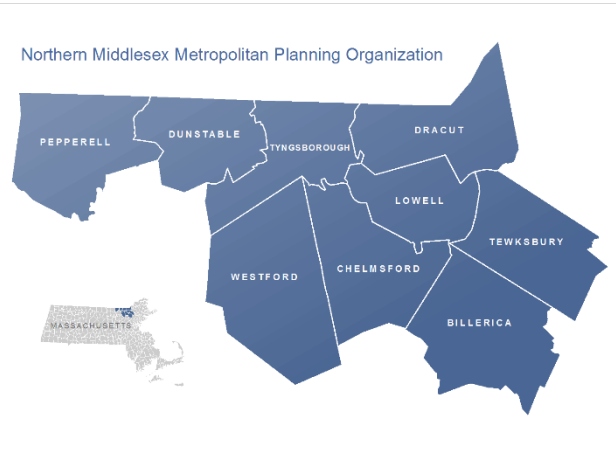 Northern Middlesex Metropolitan Planning Organization
DRACUT
DUNSTABLE
PEPPERELL
TYNGSBOROUGH
LOWELL
TEWKSBURY
CHELMSFORD
WESTFORD
BILLERICA
MASSACHUSETTS